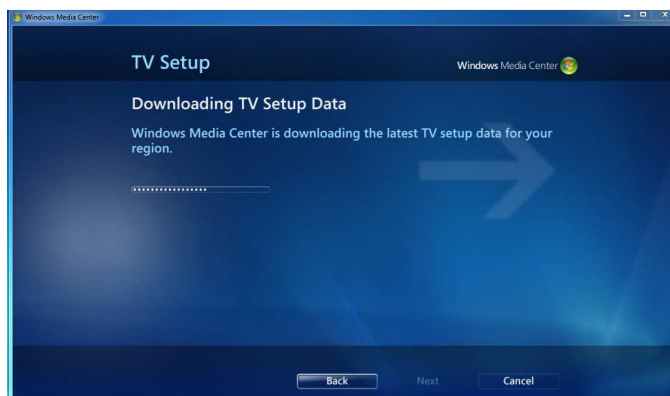 Windows Media Center
TV Setup
Windows Media Center
Downloading TV Setup Data
Windows Media Center is downloading the latest TV setup data for your
region.
Back Next Cancel